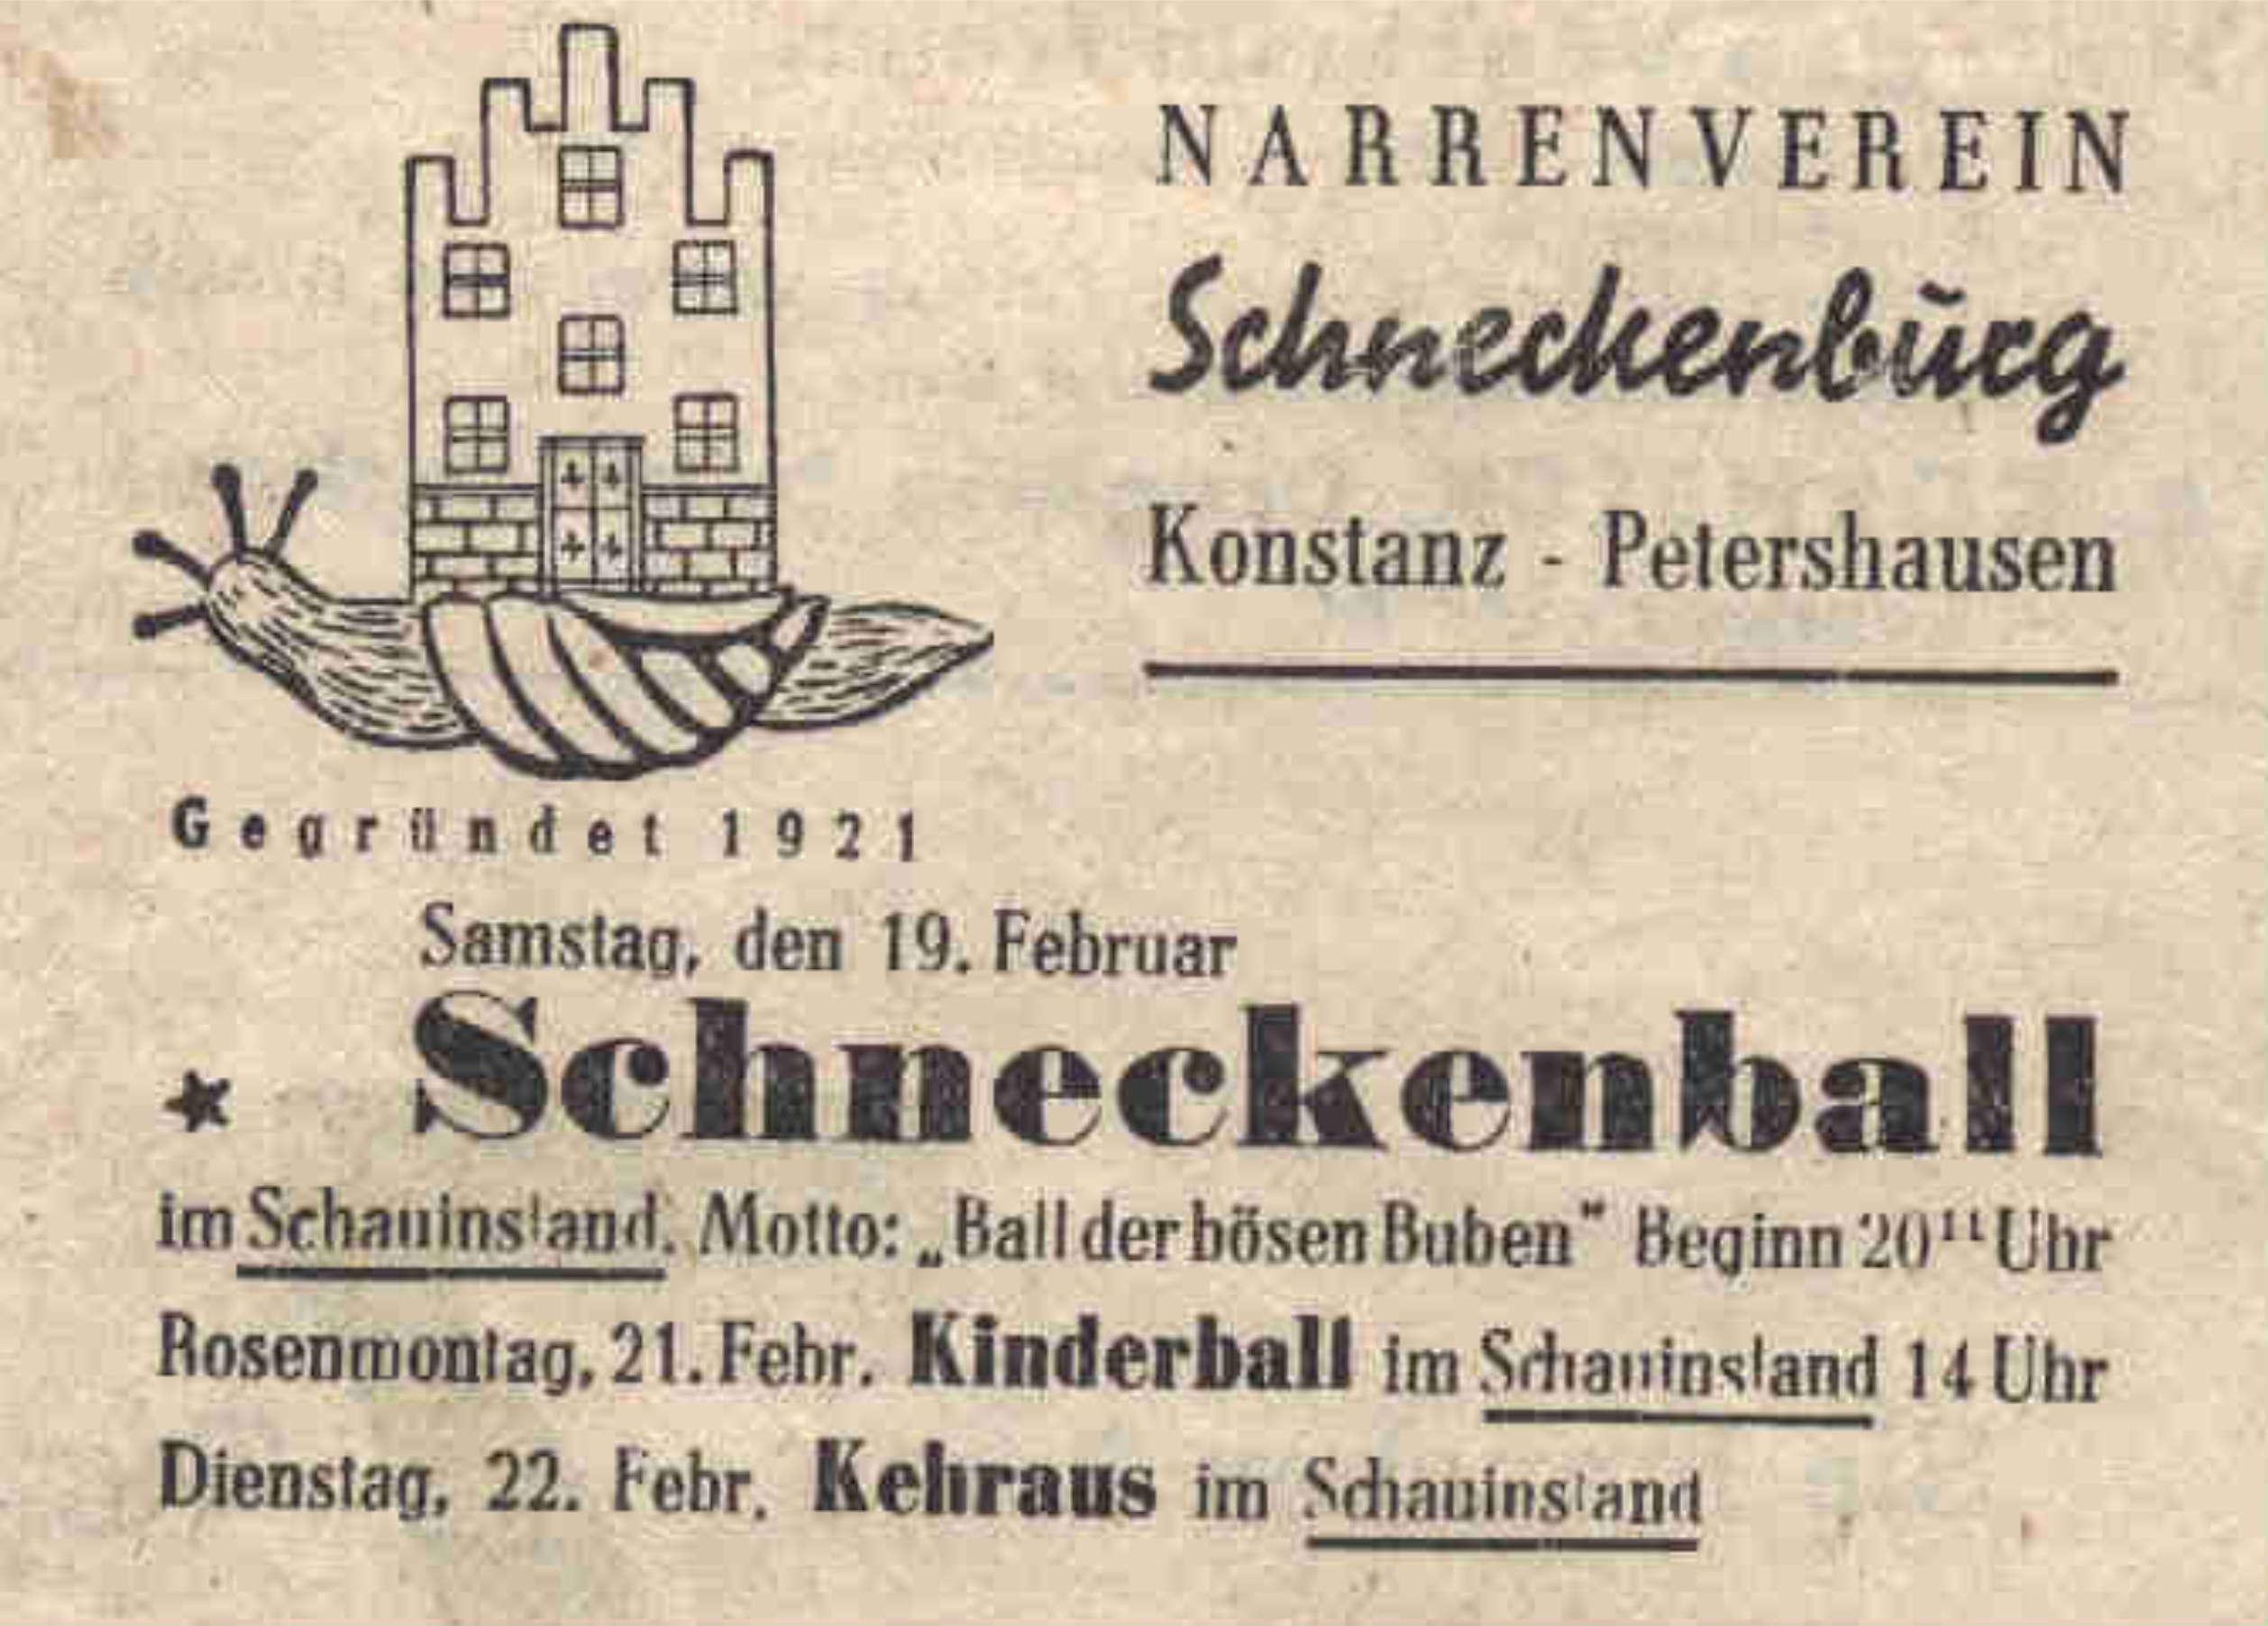 NARRENVEREIN
Schneckenburg
Konstanz - Petershausen
Gegründet 1921
Samstag, den 19. Februar
★ Schneckenball
im Schauinsland. Motto: „Ball der bösen Buben" Beginn 20¹¹ Uhr
Rosenmontag, 21. Febr. Kinderball im Schauinsland 14 Uhr
Dienstag, 22. Febr. Kehraus im Schauinsland